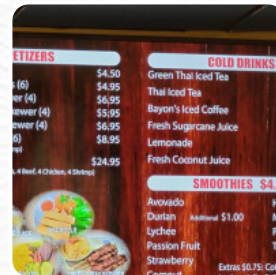 ETIZERS
$4.50
(6) $4.95
er (4) $6.95
ewer (4) $5.95
ewer (4) $6.95
6) $8.95
$24.95
, 4 Beef, 4 Chicken, 4 Shrimp)
COLD DRINKS
Green Thai Iced Tea
Thai Iced Tea
Bayon's Iced Coffee
Fresh Sugarcane Juice
Lemonade
Fresh Coconut Juice
SMOOTHIES $4.
Avovado
Durian Additional $1.00
Lychee
Passion Fruit
Strawberry
Coconut
Extras $0.75: Co